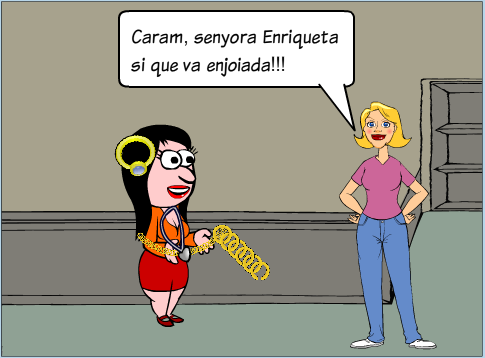 Caram, senyora Enriqueta
si que va enjoiada!!!